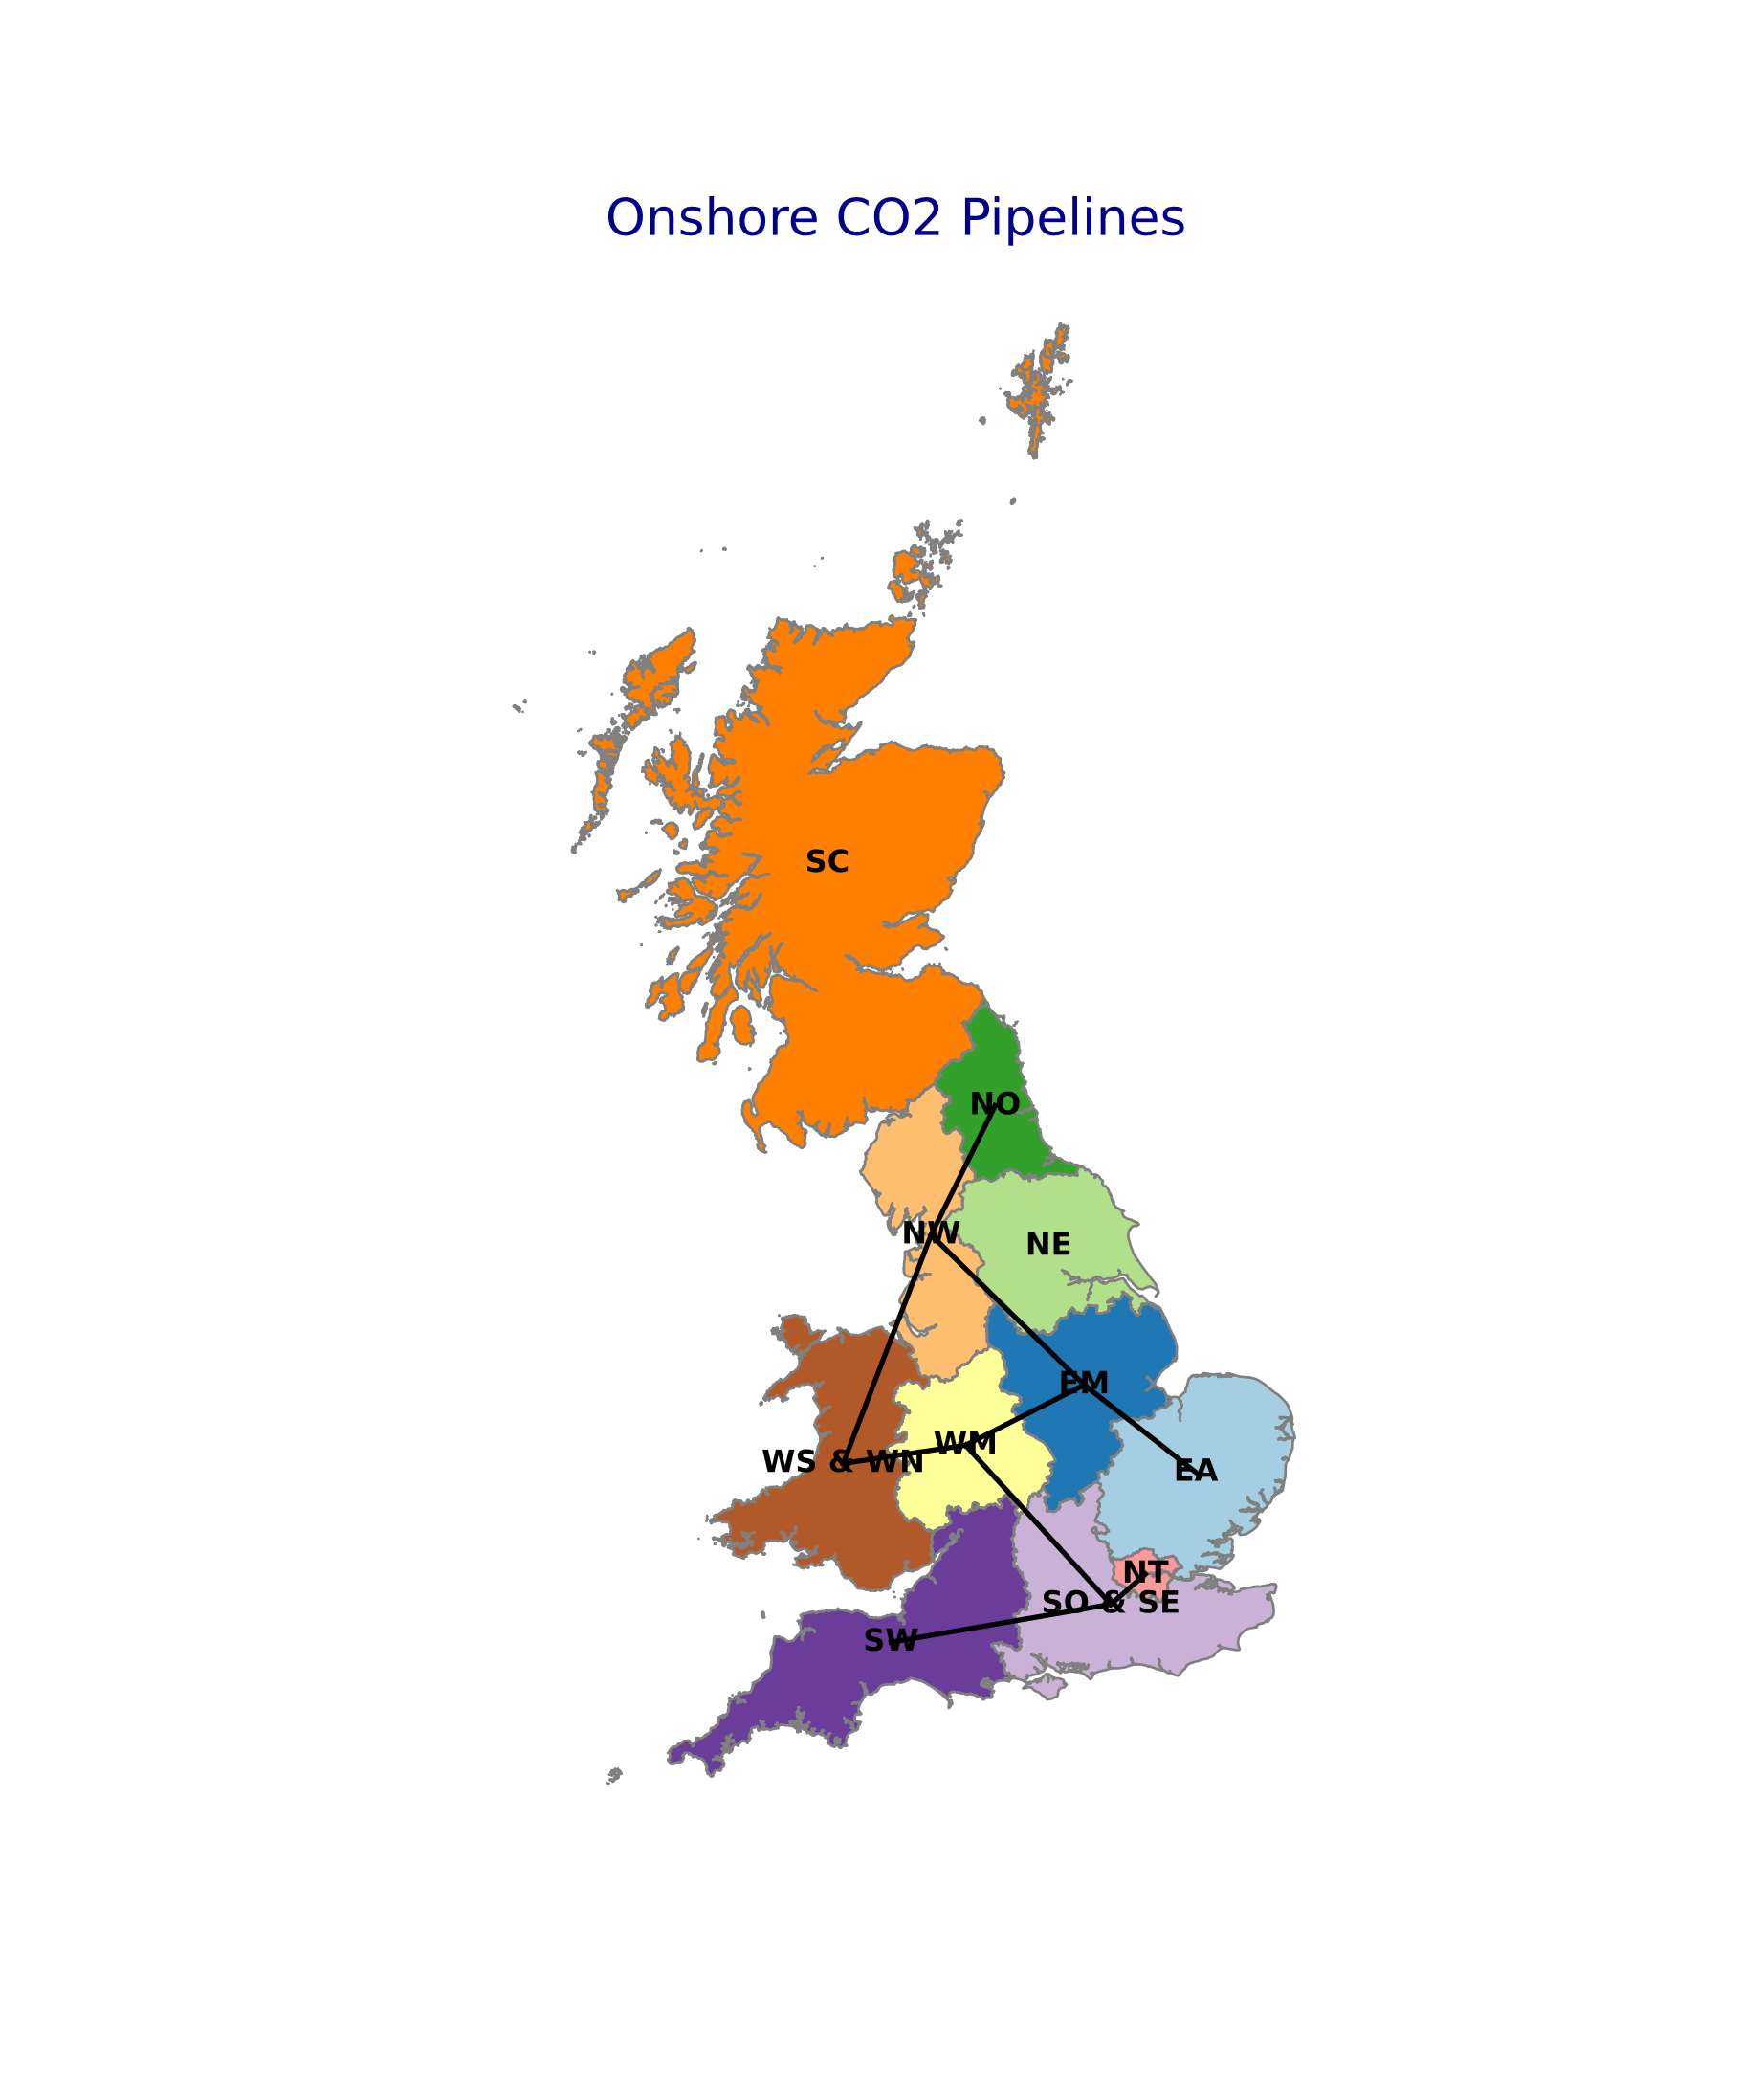 Onshore CO2 Pipelines
SC
NO
NW
NE
EM
WM
WS & WN
EA
NT
SO & SE
SW